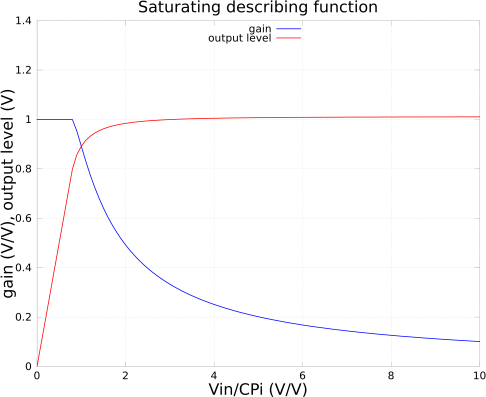 Saturating describing function
gain
output level
gain (V/V), output level (V)
1.4
1.2
1
0.8
0.6
0.4
0.2
0
0
2
4
6
8
10
Vin/CPi (V/V)